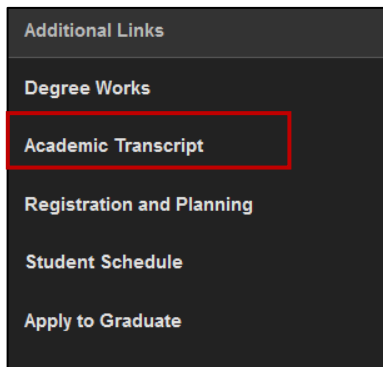 Additional Links
Degree Works
Academic Transcript
Registration and Planning
Student Schedule
Apply to Graduate